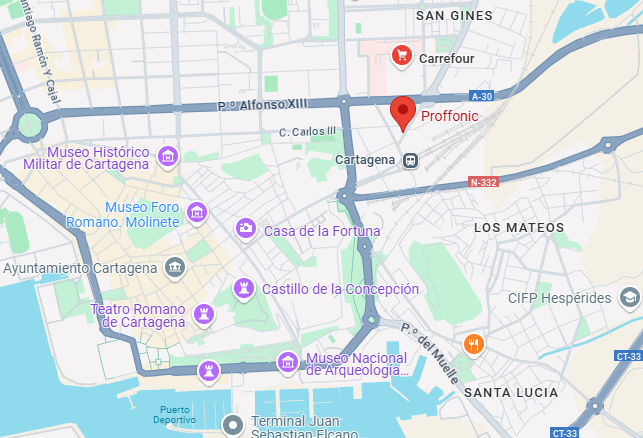 SAN GINES
Santiago Ramón Y Cajal
Carrefour
A-30
P.º Alfonso XIII
Proffonic
C. Carlos III
Museo Histórico
Militar de Cartagena
Cartagena
N-332
Museo Foro
Romano. Molinete
Casa de la Fortuna
LOS MATEOS
Ayuntamiento Cartagena
Castillo de la Concepción
CIFP Hespérides
Teatro Romano
de Cartagena
P.º del Muelle
CT-33
Museo Nacional
de Arqueología...
SANTA LUCIA
Puerto
Deportivo
Terminal Juan
Sebastian Elcano
CT-33